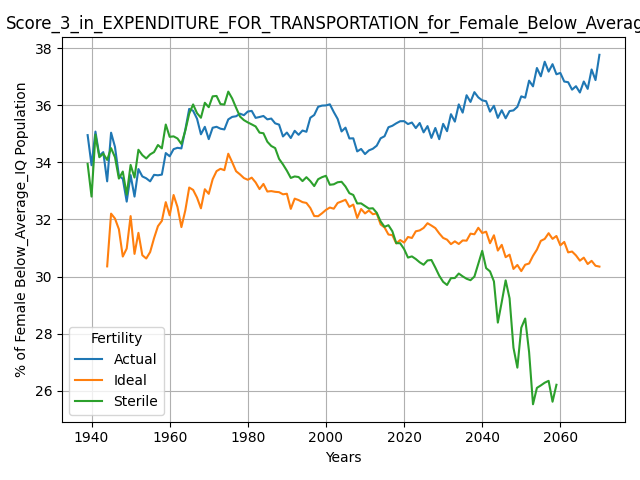 Score_3_in_EXPENDITURE_FOR_TRANSPORTATION_for_Female_Below_Averag
% of Female Below_Average_IQ Population
38
36
34
32
30
28
26
Fertility
Actual
Ideal
Sterile
1940 1960 1980 2000 2020 2040 2060
Years